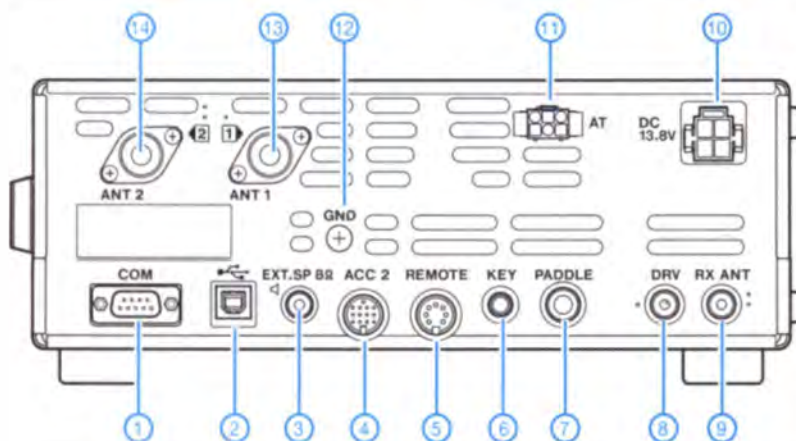 14 13 12 11 10
2 1 AT DC
13.8V
ANT 2 ANT 1
GND
COM EXT.SP 8Ω ACC 2 REMOTE KEY PADDLE DRV RX ANT
1 2 3 4 5 6 7 8 9